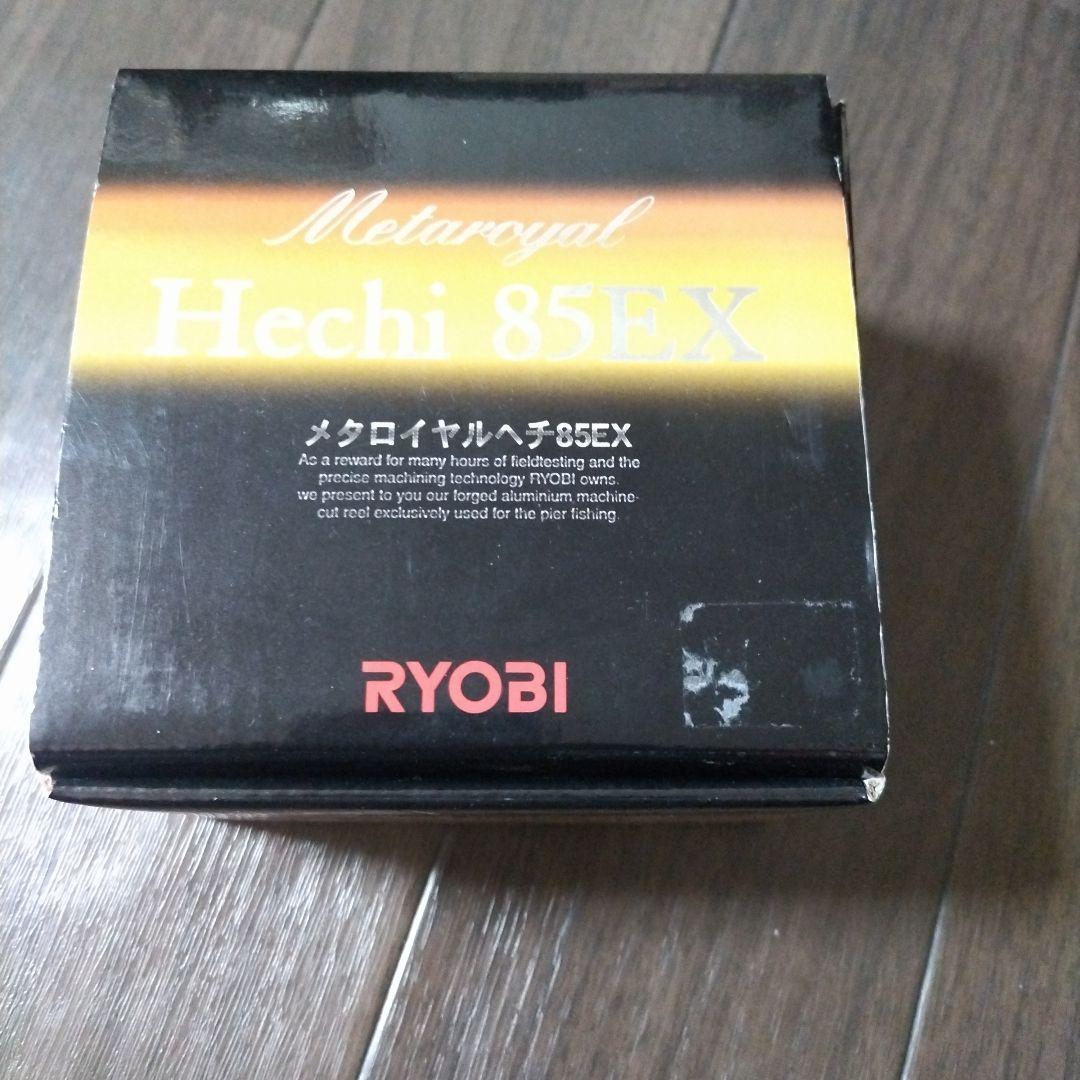 Metaroyal
Hechi 85EX
メタロイヤルヘチ85EX
As a reward for many hours of fieldtesting and the
precise machining technology RYOBI owns.
we present to you our forged aluminium machine-
cut reel exclusively used for the pier fishing.
RYOBI